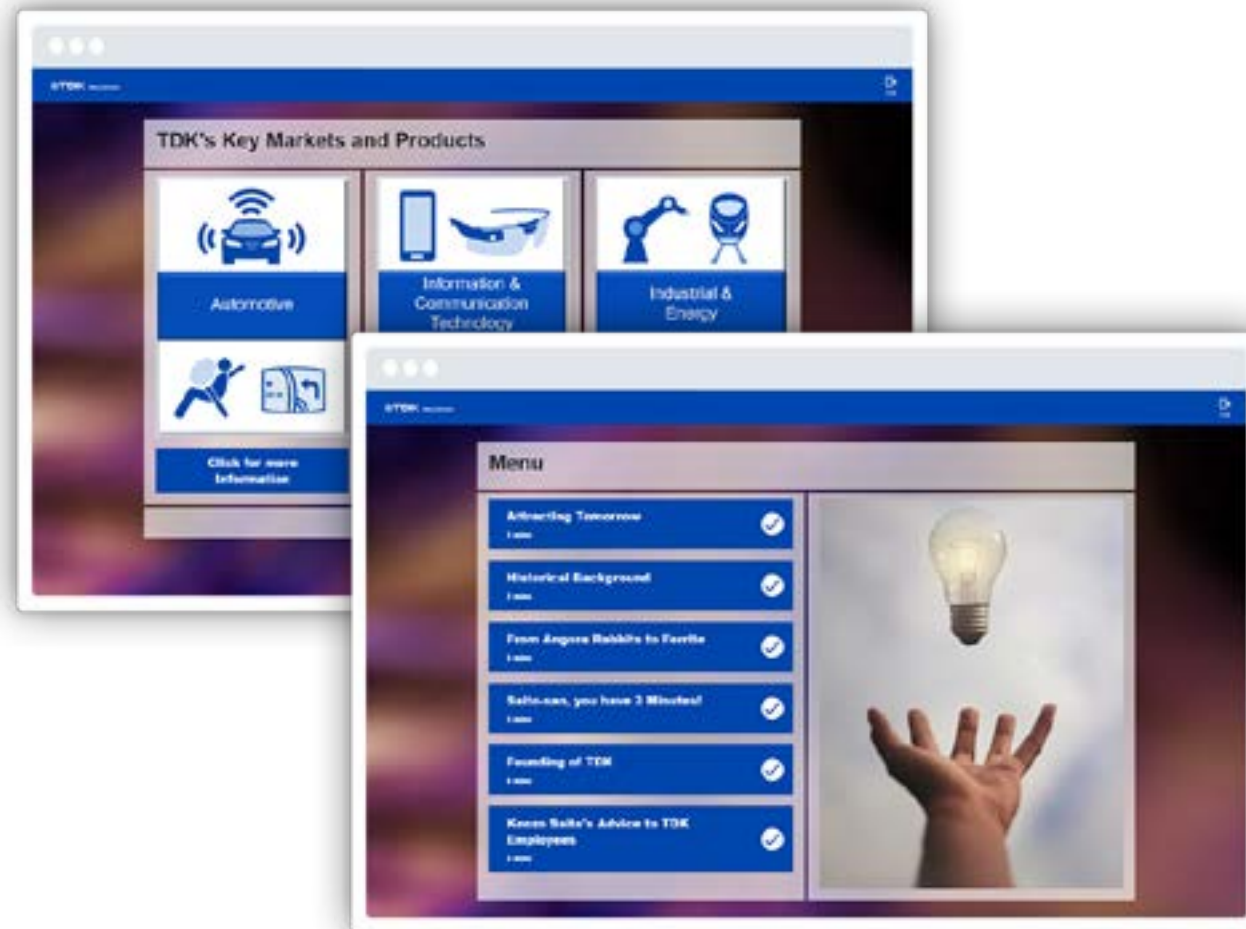 TDK
TDK's Key Markets and Products
Automotive
Information &
Communication
Technology
Industrial &
Energy
Click for more
Information
TDK
Menu
Attracting Tomorrow
Historical Background
From Angora Rabbits to Ferrite
Saito-san, you have 3 Minutes!
Founding of TDK
Kenzo Saito's Advice to TDK
Employees